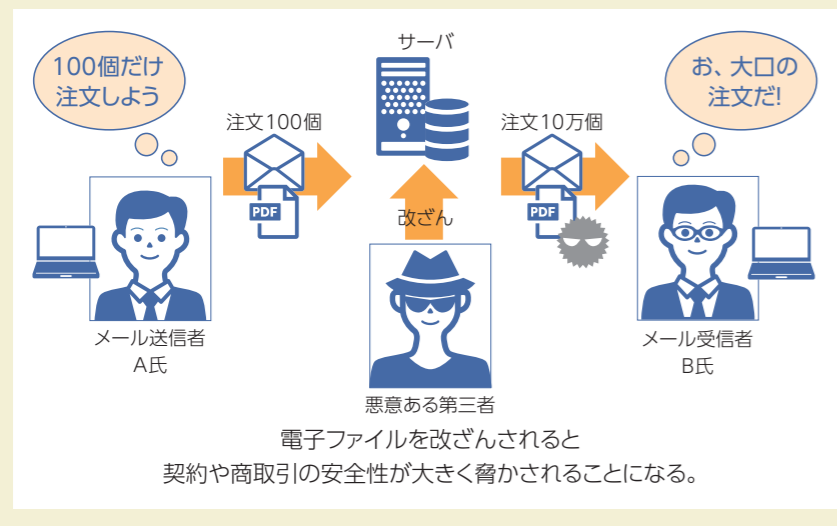 サーバ
100個だけ
注文しよう
お、大口の
注文だ!
注文100個
注文10万個
PDF
PDF
改ざん
メール送信者
A氏
メール受信者
B氏
悪意ある第三者
電子ファイルを改ざんされると
契約や商取引の安全性が大きく脅かされることになる。